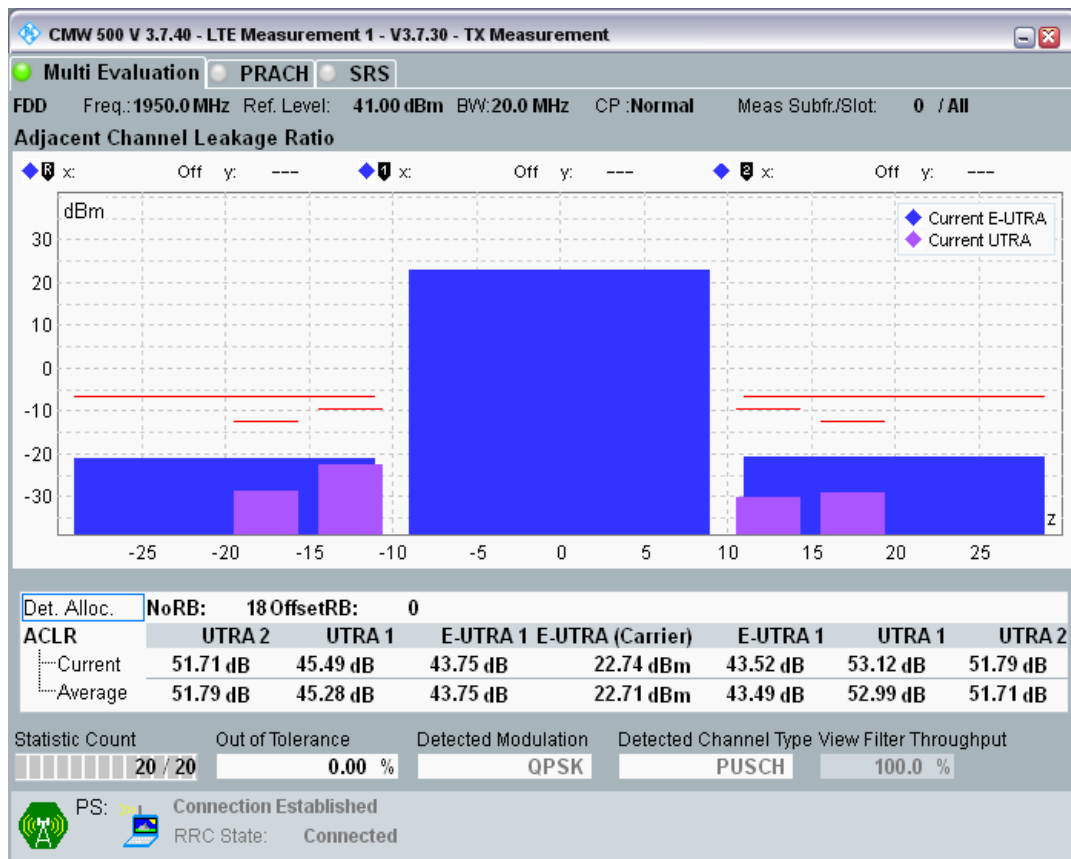 CMW 500 V 3.7.40 - LTE Measurement 1 - V3.7.30 - TX Measurement
Multi Evaluation PRACH SRS
FDD Freq.:1950.0 MHz Ref. Level: 41.00 dBm BW:20.0 MHz CP :Normal Meas Subfr./Slot: 0 / All
Adjacent Channel Leakage Ratio
R x: Off y: --- 1 x: Off y: --- 2 x: Off y: ---
dBm
Current E-UTRA
Current UTRA
30
20
10
0
-10
-20
-30
z
-25 -20 -15 -10 -5 0 5 10 15 20 25
Det. Alloc. NoRB: 18 OffsetRB: 0
ACLR UTRA 2 UTRA 1 E-UTRA 1 E-UTRA (Carrier) E-UTRA 1 UTRA 1 UTRA 2
Current 51.71 dB 45.49 dB 43.75 dB 22.74 dBm 43.52 dB 53.12 dB 51.79 dB
Average 51.79 dB 45.28 dB 43.75 dB 22.71 dBm 43.49 dB 52.99 dB 51.71 dB
Statistic Count Out of Tolerance Detected Modulation Detected Channel Type View Filter Throughput
20 / 20 0.00 % QPSK PUSCH 100.0 %
PS: Connection Established
RRC State: Connected